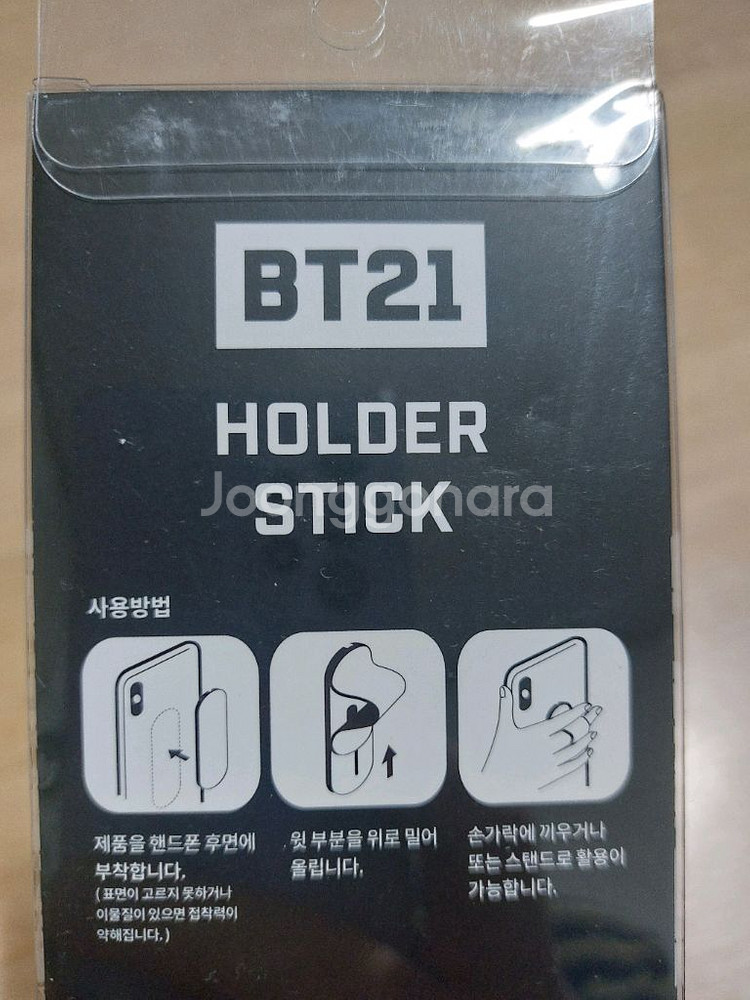 BT21
HOLDER
STICK
Joonggonara
사용방법
제품을 핸드폰 후면에
부착합니다.
( 표면이 고르지 못하거나
이물질이 있으면 접착력이
약해집니다. )
윗 부분을 위로 밀어
올립니다.
손가락에 끼우거나
또는 스탠드로 활용이
가능합니다.